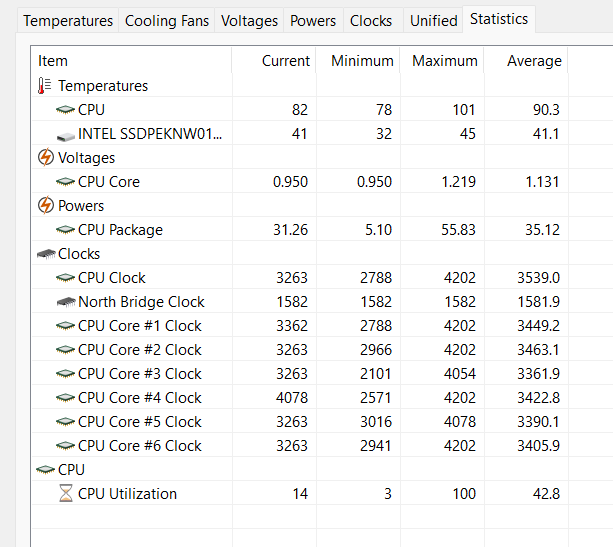 Temperatures Cooling Fans Voltages Powers Clocks Unified Statistics
Item Current Minimum Maximum Average
Temperatures
CPU 82 78 101 90.3
INTEL SSDPEKNW01... 41 32 45 41.1
Voltages
CPU Core 0.950 0.950 1.219 1.131
Powers
CPU Package 31.26 5.10 55.83 35.12
Clocks
CPU Clock 3263 2788 4202 3539.0
North Bridge Clock 1582 1582 1582 1581.9
CPU Core #1 Clock 3362 2788 4202 3449.2
CPU Core #2 Clock 3263 2966 4202 3463.1
CPU Core #3 Clock 3263 2101 4054 3361.9
CPU Core #4 Clock 4078 2571 4202 3422.8
CPU Core #5 Clock 3263 3016 4078 3390.1
CPU Core #6 Clock 3263 2941 4202 3405.9
CPU
CPU Utilization 14 3 100 42.8